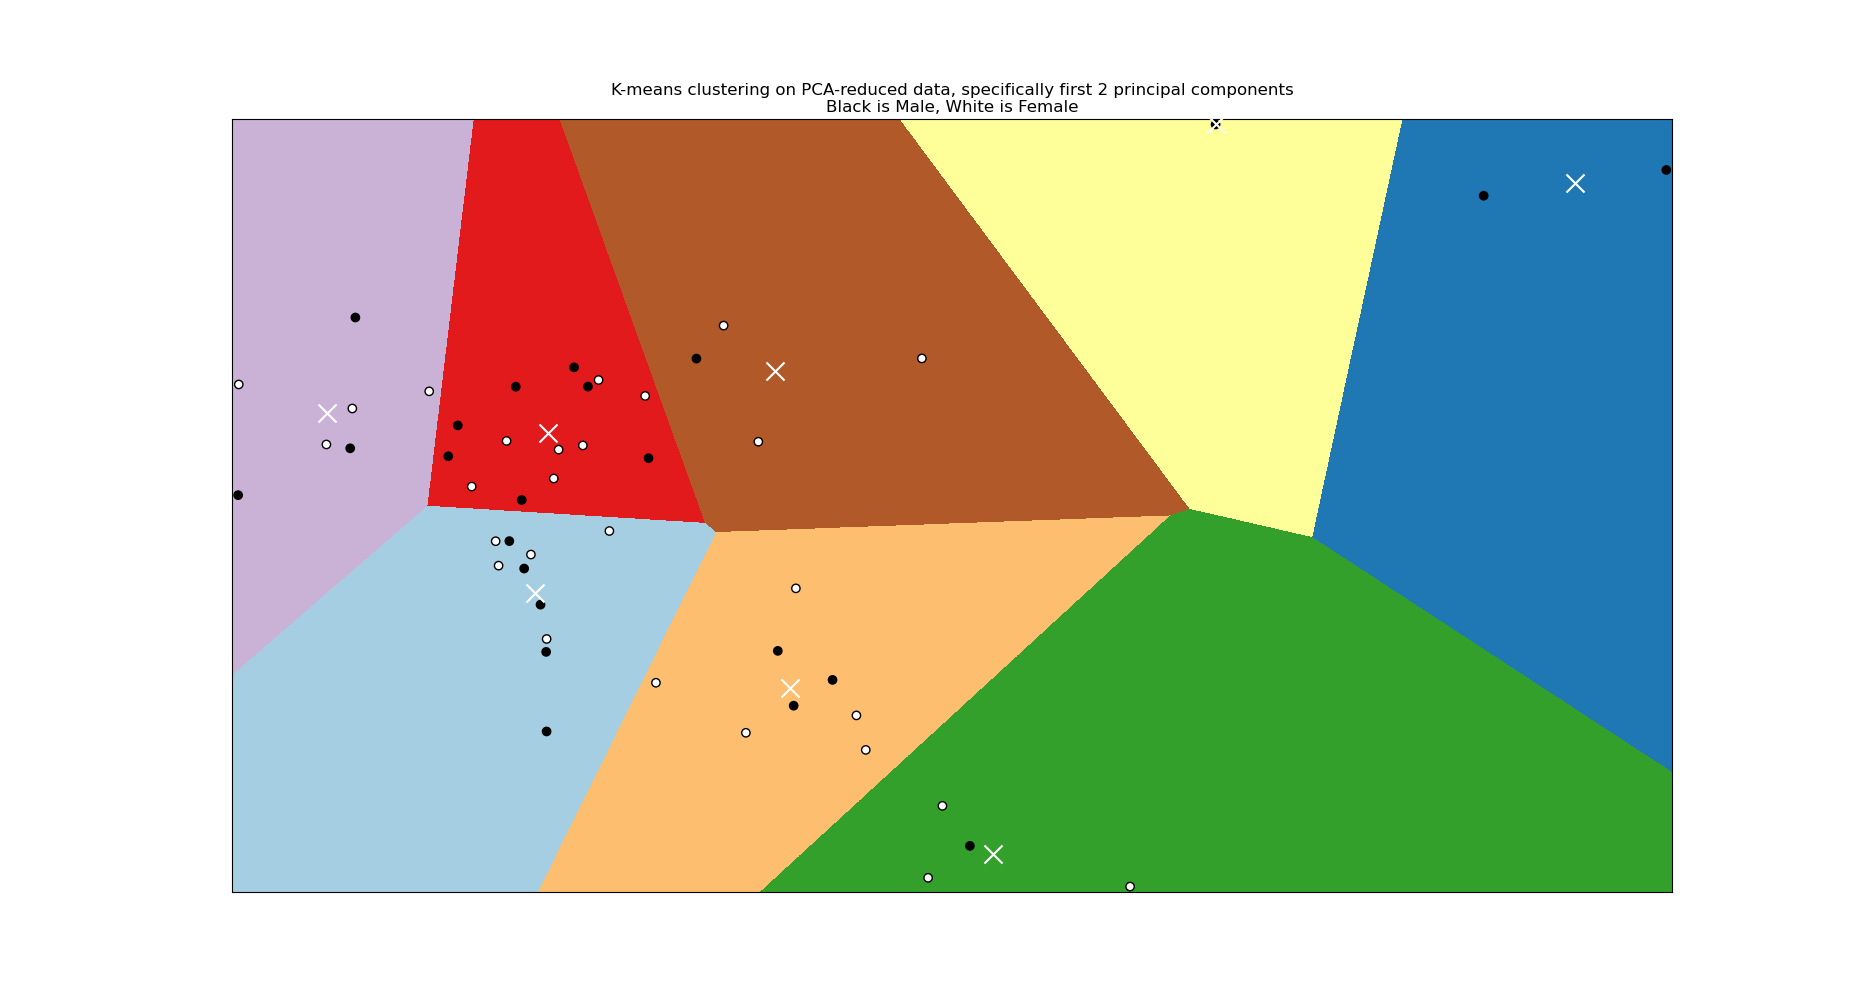 K-means clustering on PCA-reduced data, specifically first 2 principal components
Black is Male, White is Female